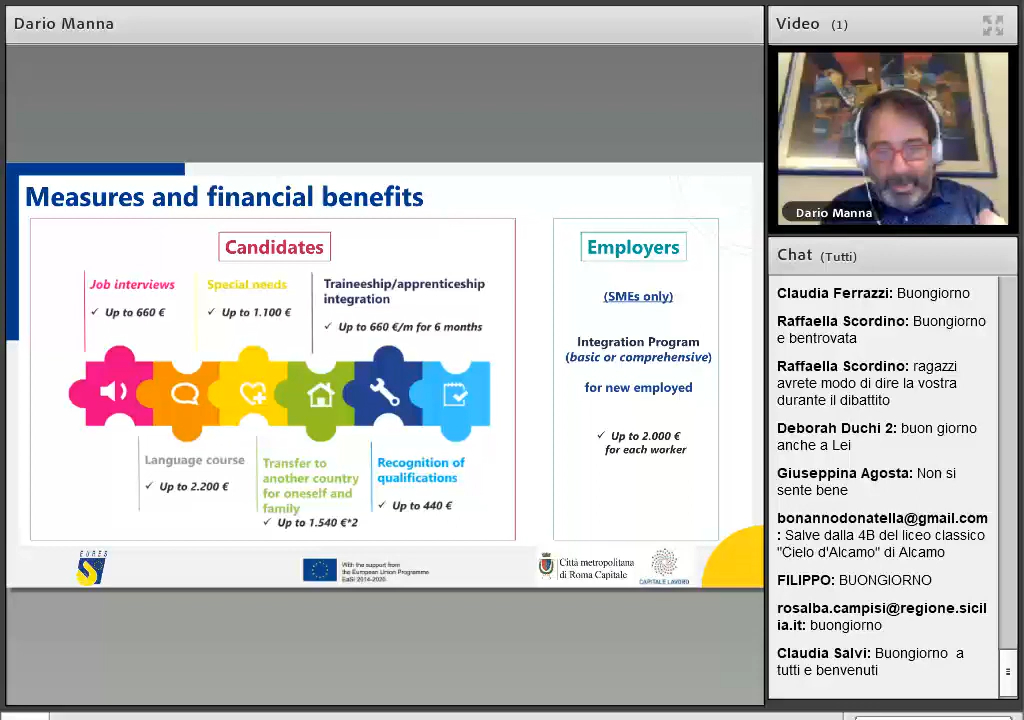 Dario Manna
Measures and financial benefits
Candidates
Job interviews
✓ Up to 660 €
Special needs
✓ Up to 1.100 €
Traineeship/apprenticeship
integration
✓ Up to 660 €/m for 6 months
Language course
✓ Up to 2.200 €
Transfer to
another country
for oneself and
family
✓ Up to 1.540 €*2
Recognition of
qualifications
✓ Up to 440 €
Employers
(SMEs only)
Integration Program
(basic or comprehensive)
for new employed
✓ Up to 2.000 €
for each worker
EURES
With the support from
the European Union Programme
EaSI 2014-2020.
Città metropolitana
di Roma Capitale
CAPITALE LAVORO
Video (1)
Dario Manna
Chat (Tutti)
Claudia Ferrazzi: Buongiorno
Raffaella Scordino: Buongiorno
e bentrovata
Raffaella Scordino: ragazzi
avrete modo di dire la vostra
durante il dibattito
Deborah Duchi 2: buon giorno
anche a Lei
Giuseppina Agosta: Non si
sente bene
bonannodonatella@gmail.com
: Salve dalla 4B del liceo classico
"Cielo d'Alcamo" di Alcamo
FILIPPO: BUONGIORNO
rosalba.campisi@regione.sicil
ia.it: buongiorno
Claudia Salvi: Buongiorno a
tutti e benvenuti